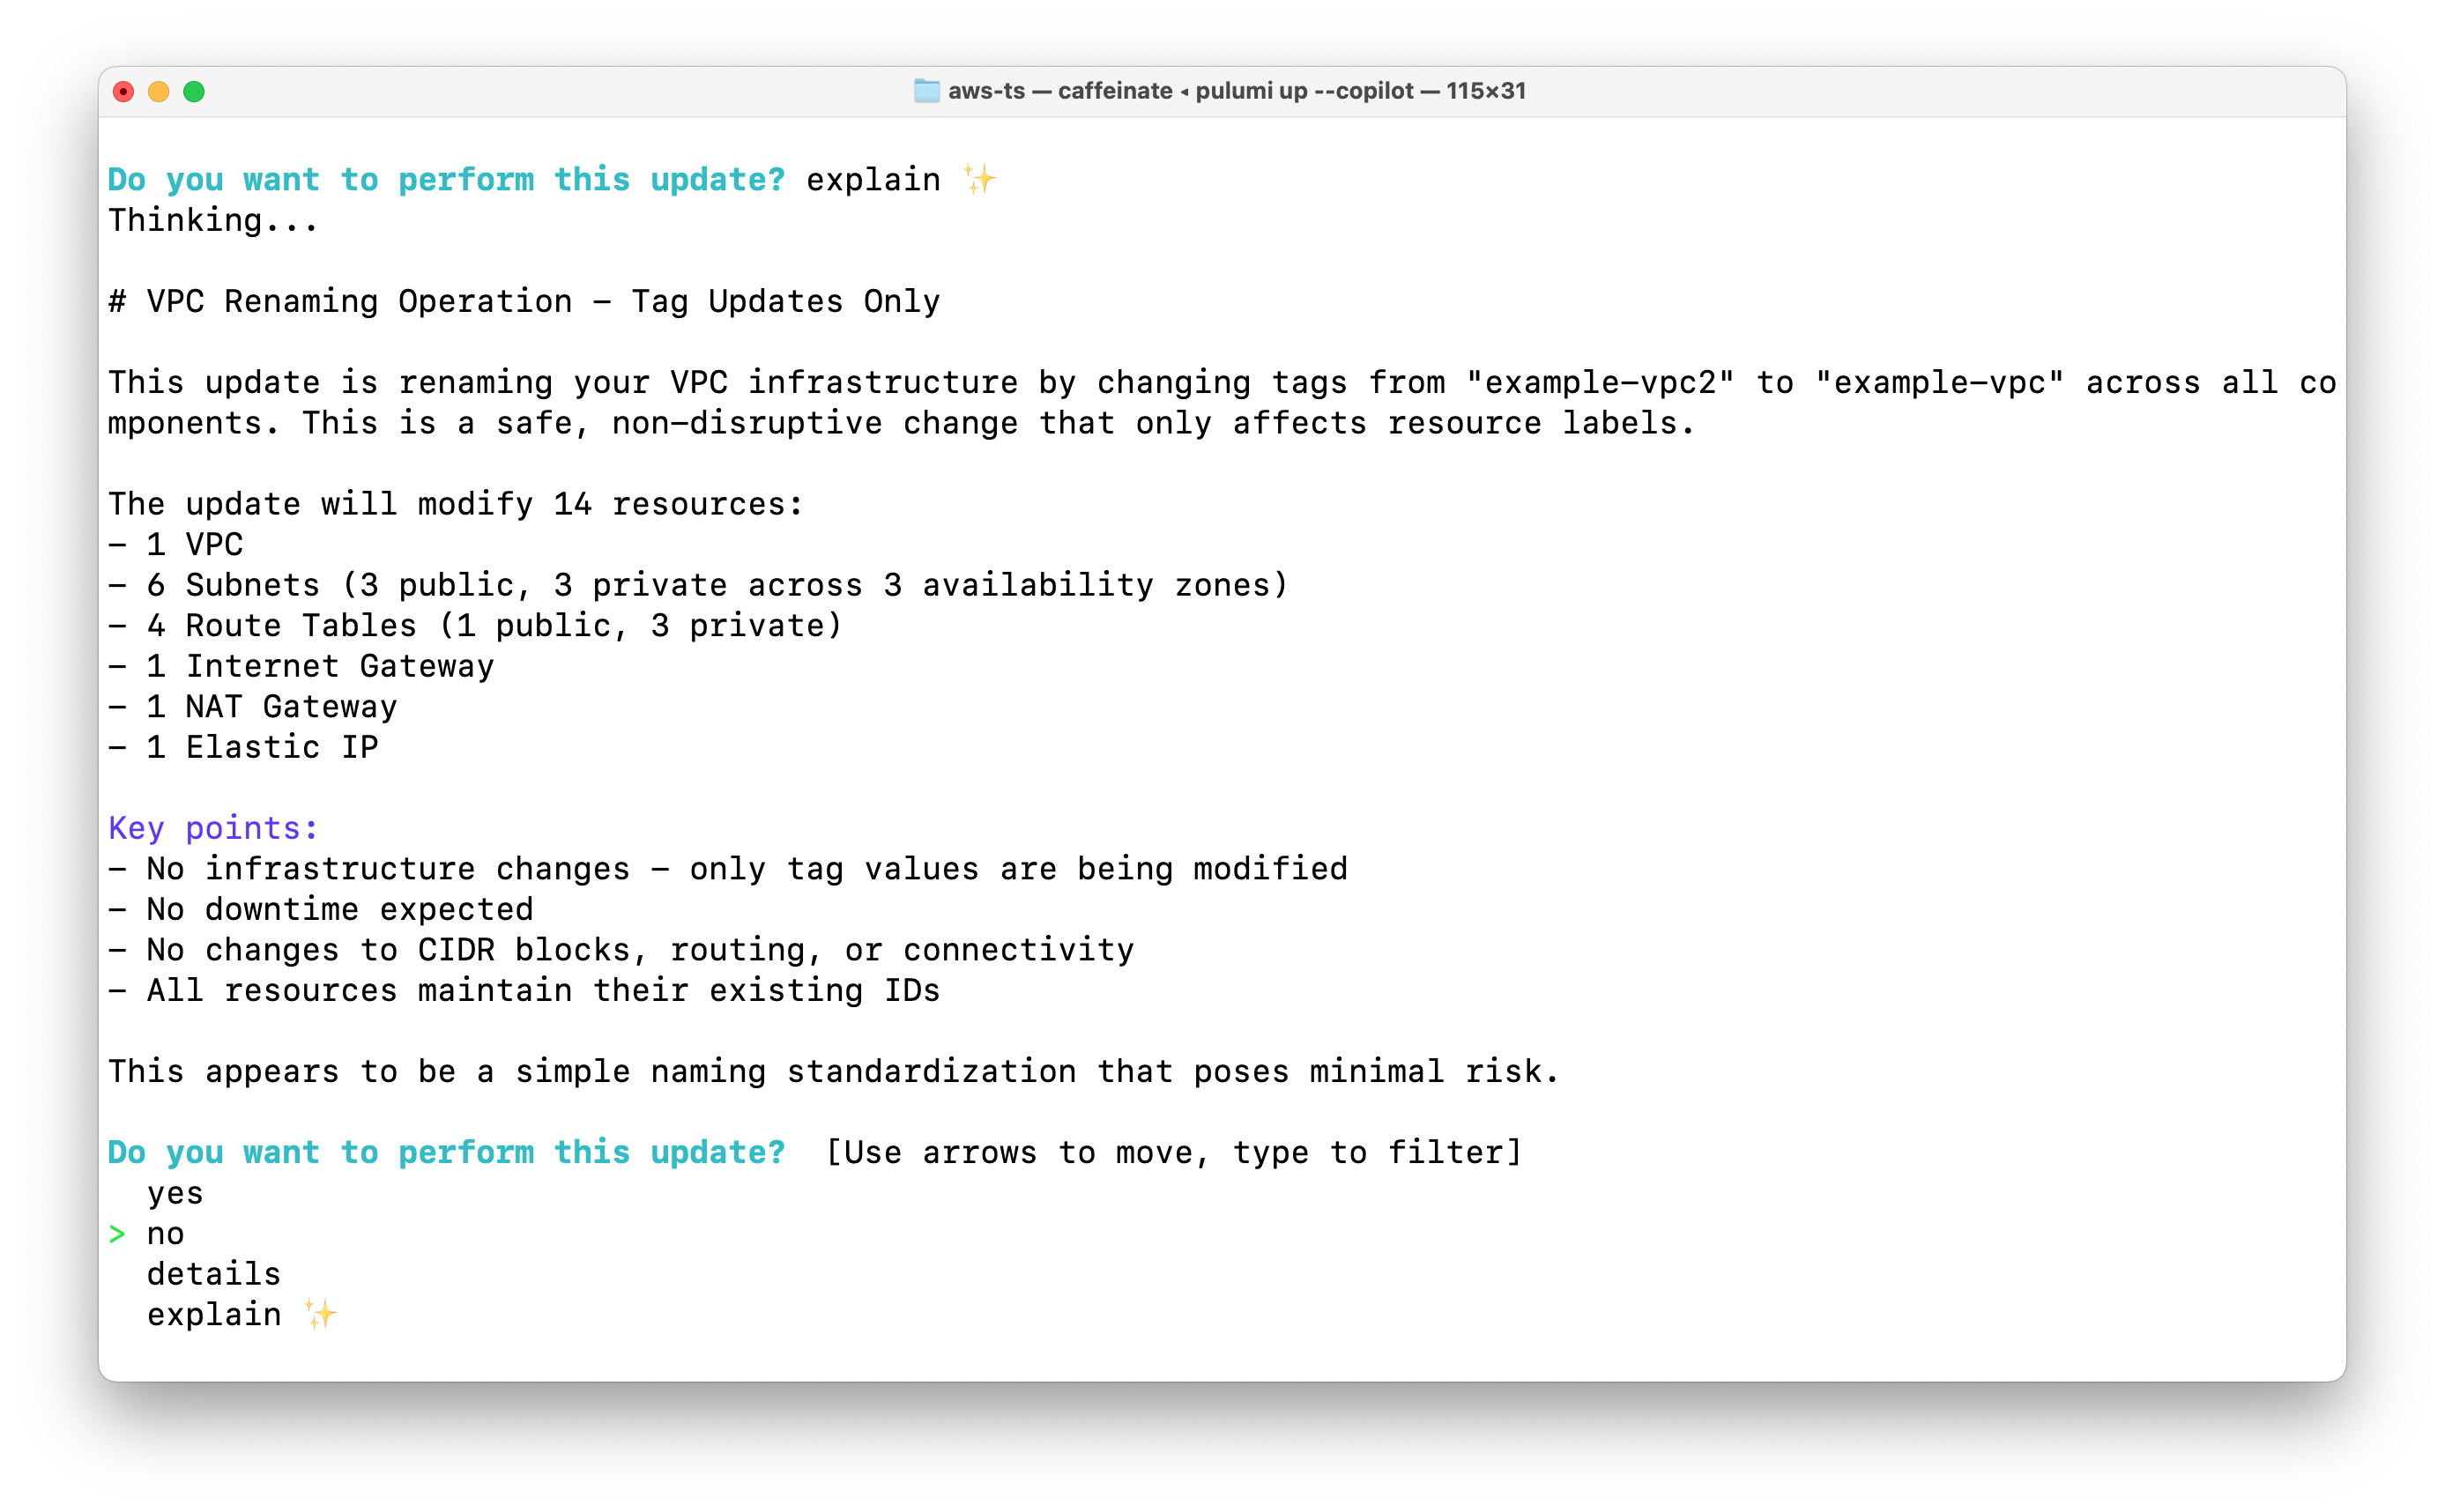 aws-ts — caffeinate ◂ pulumi up --copilot — 115×31
Do you want to perform this update? explain ✨
Thinking...
# VPC Renaming Operation – Tag Updates Only
This update is renaming your VPC infrastructure by changing tags from "example-vpc2" to "example-vpc" across all co
mponents. This is a safe, non-disruptive change that only affects resource labels.
The update will modify 14 resources:
- 1 VPC
- 6 Subnets (3 public, 3 private across 3 availability zones)
- 4 Route Tables (1 public, 3 private)
- 1 Internet Gateway
- 1 NAT Gateway
- 1 Elastic IP
Key points:
- No infrastructure changes – only tag values are being modified
- No downtime expected
- No changes to CIDR blocks, routing, or connectivity
- All resources maintain their existing IDs
This appears to be a simple naming standardization that poses minimal risk.
Do you want to perform this update?  [Use arrows to move, type to filter]
yes
> no
details
explain ✨